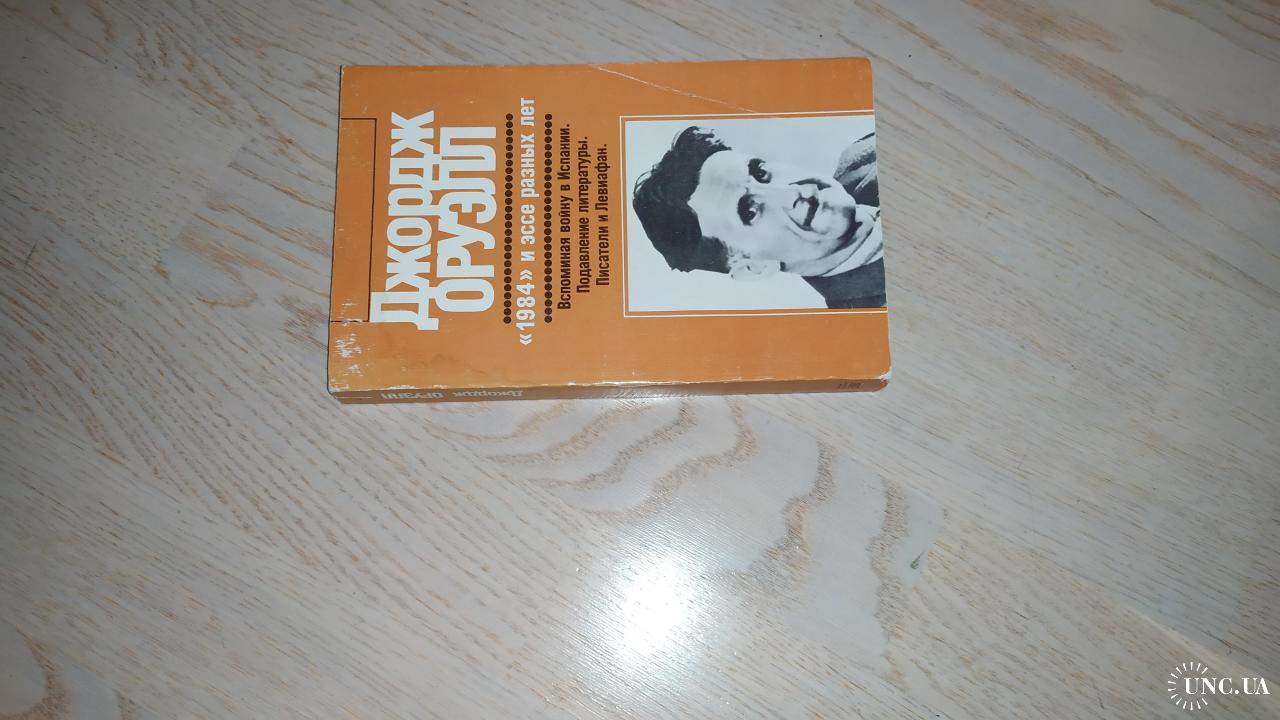 Джордж
ОРУЭЛЛ
«1984» и эссе разных лет
Вспоминая войну в Испании.
Подавление литературы.
Писатели и Левиафан.
Джордж ОРУЭЛЛ
UNC.UA